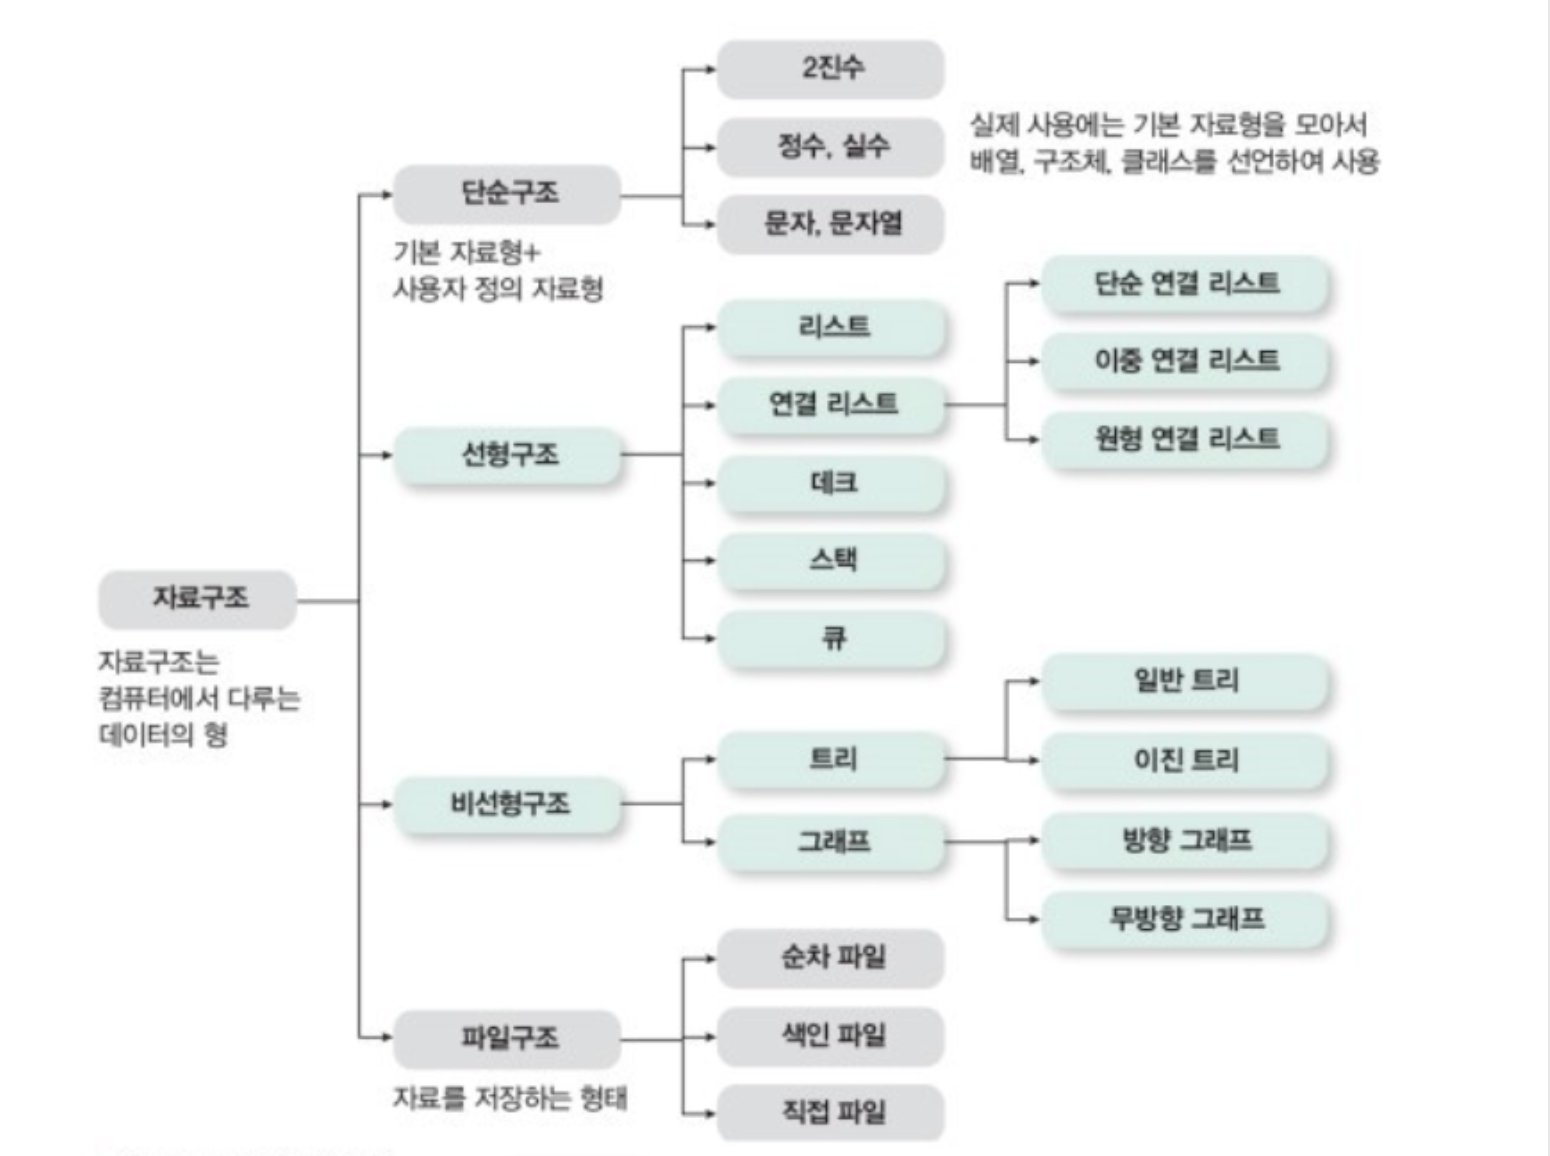 2진수
정수, 실수
문자, 문자열
실제 사용에는 기본 자료형을 모아서
배열, 구조체, 클래스를 선언하여 사용
단순구조
기본 자료형+
사용자 정의 자료형
리스트
연결 리스트
데크
스택
큐
단순 연결 리스트
이중 연결 리스트
원형 연결 리스트
선형구조
자료구조
자료구조는
컴퓨터에서 다루는
데이터의 형
비선형구조
트리
그래프
일반 트리
이진 트리
방향 그래프
무방향 그래프
파일구조
자료를 저장하는 형태
순차 파일
색인 파일
직접 파일